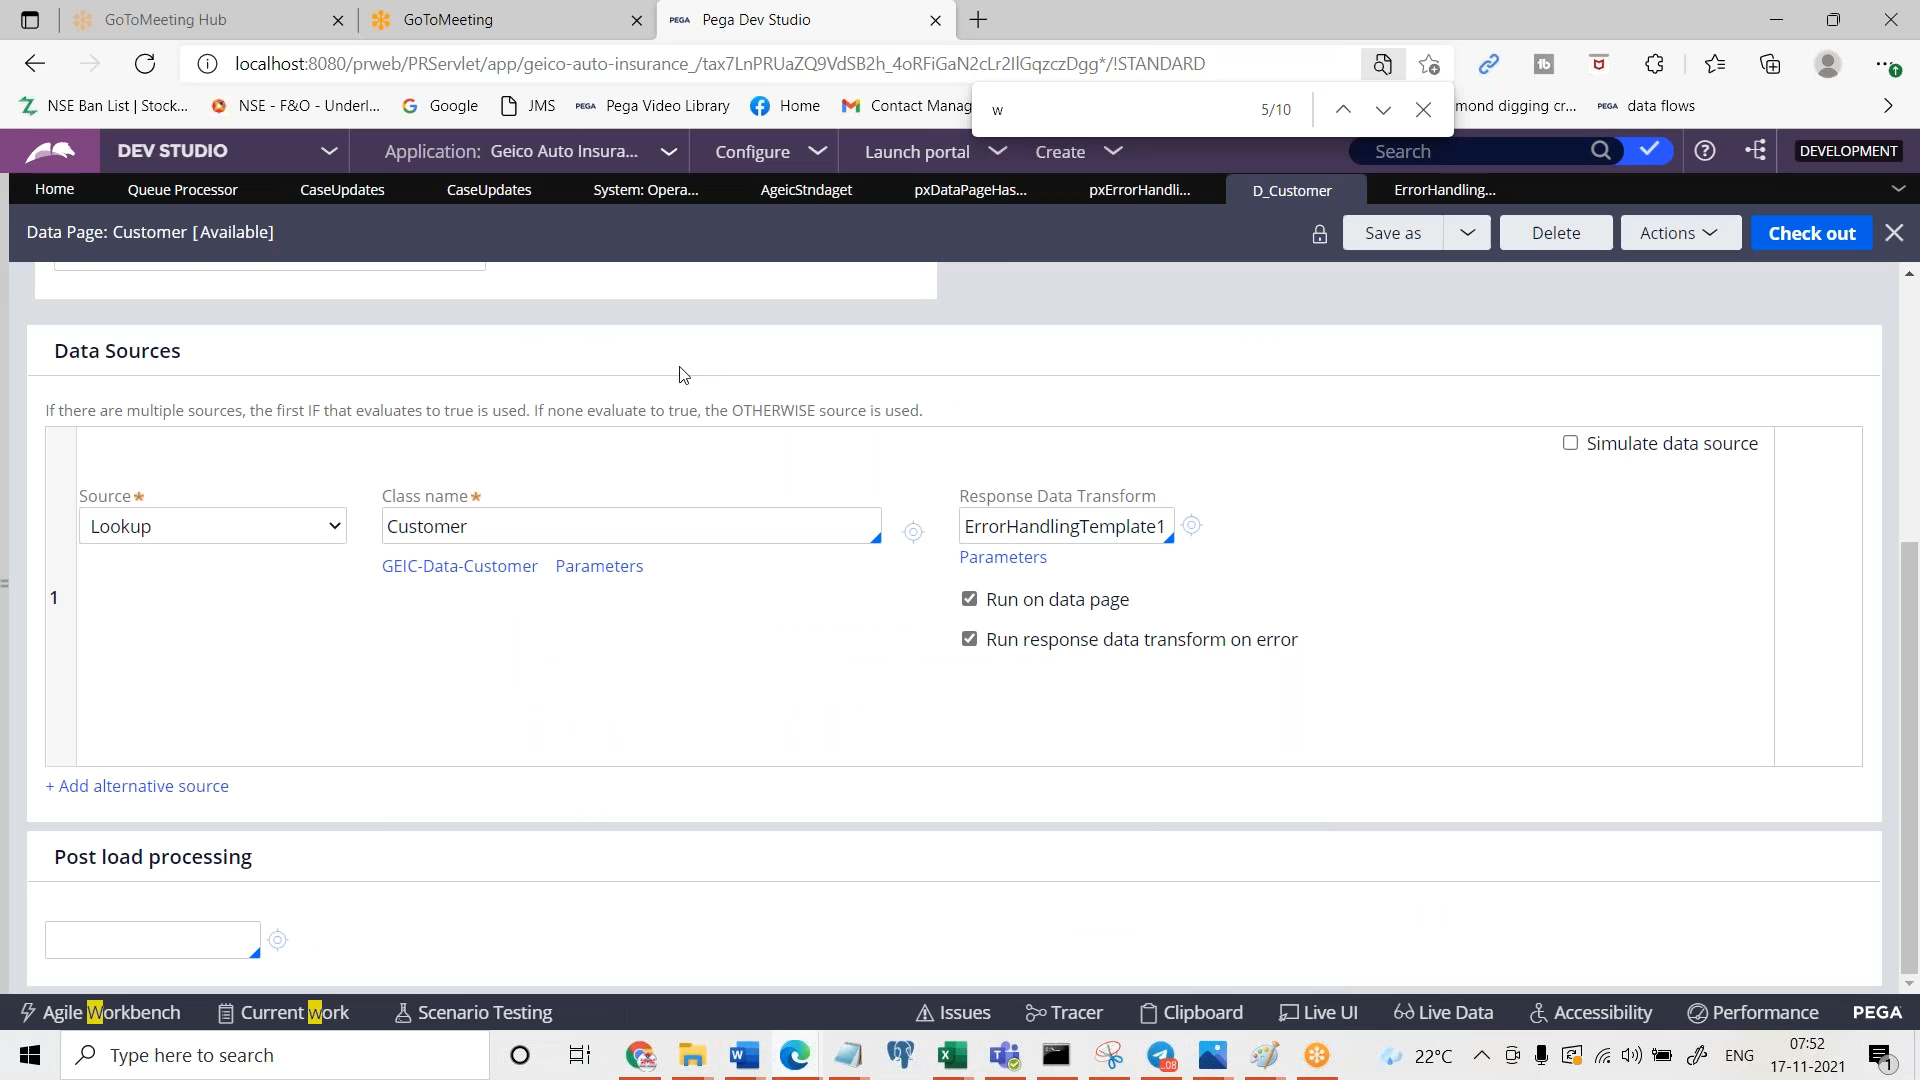 GoToMeeting Hub
GoToMeeting
PEGA Pega Dev Studio
localhost:8080/prweb/PRServlet/app/geico-auto-insurance_/tax7LnPRUaZQ9VdSB2h_4oRFiGaN2cLr2IlGqzczDgg*/!STANDARD
NSE Ban List | Stock... NSE - F&O - Underl... Google JMS PEGA Pega Video Library Home Contact Manag mond digging cr... PEGA data flows
w 5/10
DEV STUDIO Application: Geico Auto Insura... Configure Launch portal Create Search DEVELOPMENT
Home Queue Processor CaseUpdates CaseUpdates System: Opera... AgeicStndaget pxDataPageHas... pxErrorHandli... D_Customer ErrorHandling...
Data Page: Customer [Available] Save as Delete Actions Check out
Data Sources
If there are multiple sources, the first IF that evaluates to true is used. If none evaluate to true, the OTHERWISE source is used.
Simulate data source
Source* Class name* Response Data Transform
Lookup Customer ErrorHandlingTemplate1
GEIC-Data-Customer Parameters Parameters
1 Run on data page
Run response data transform on error
+ Add alternative source
Post load processing
Agile Workbench Current work Scenario Testing Issues Tracer Clipboard Live UI Live Data Accessibility Performance PEGA
Type here to search 08 22°C ENG 07:52
17-11-2021 1